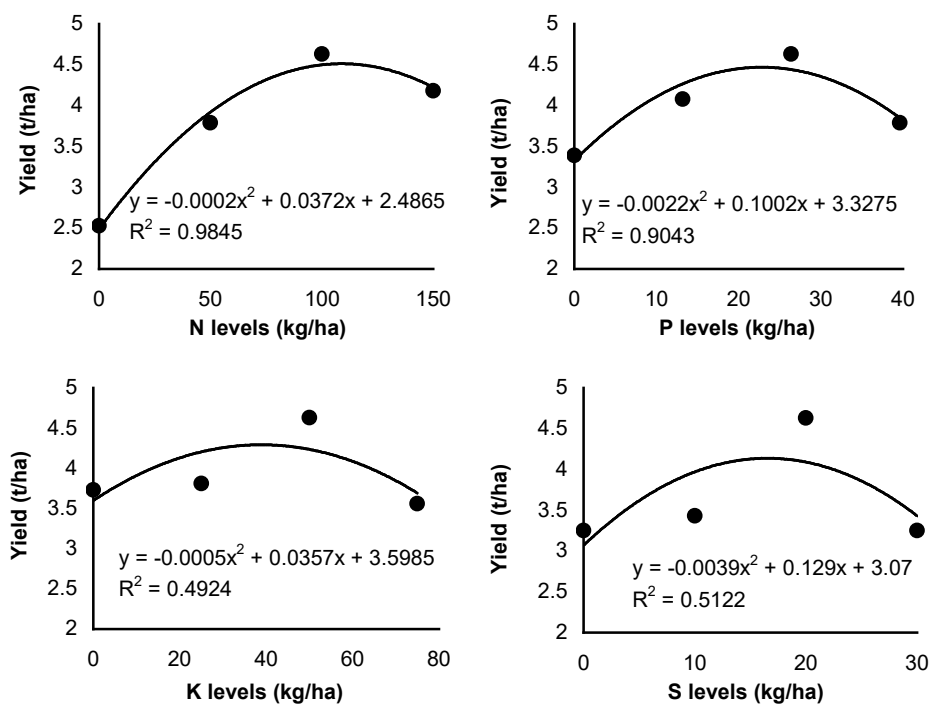 5
4.5
4
3.5
3
2.5
2
Yield (t/ha)
y = -0.0002x² + 0.0372x + 2.4865
R² = 0.9845
0 50 100 150
N levels (kg/ha)
5
4.5
4
3.5
3
2.5
2
Yield (t/ha)
y = -0.0022x² + 0.1002x + 3.3275
R² = 0.9043
0 10 20 30 40
P levels (kg/ha)
5
4.5
4
3.5
3
2.5
2
Yield (t/ha)
y = -0.0005x² + 0.0357x + 3.5985
R² = 0.4924
0 20 40 60 80
K levels (kg/ha)
5
4.5
4
3.5
3
2.5
2
Yield (t/ha)
y = -0.0039x² + 0.129x + 3.07
R² = 0.5122
0 10 20 30
S levels (kg/ha)